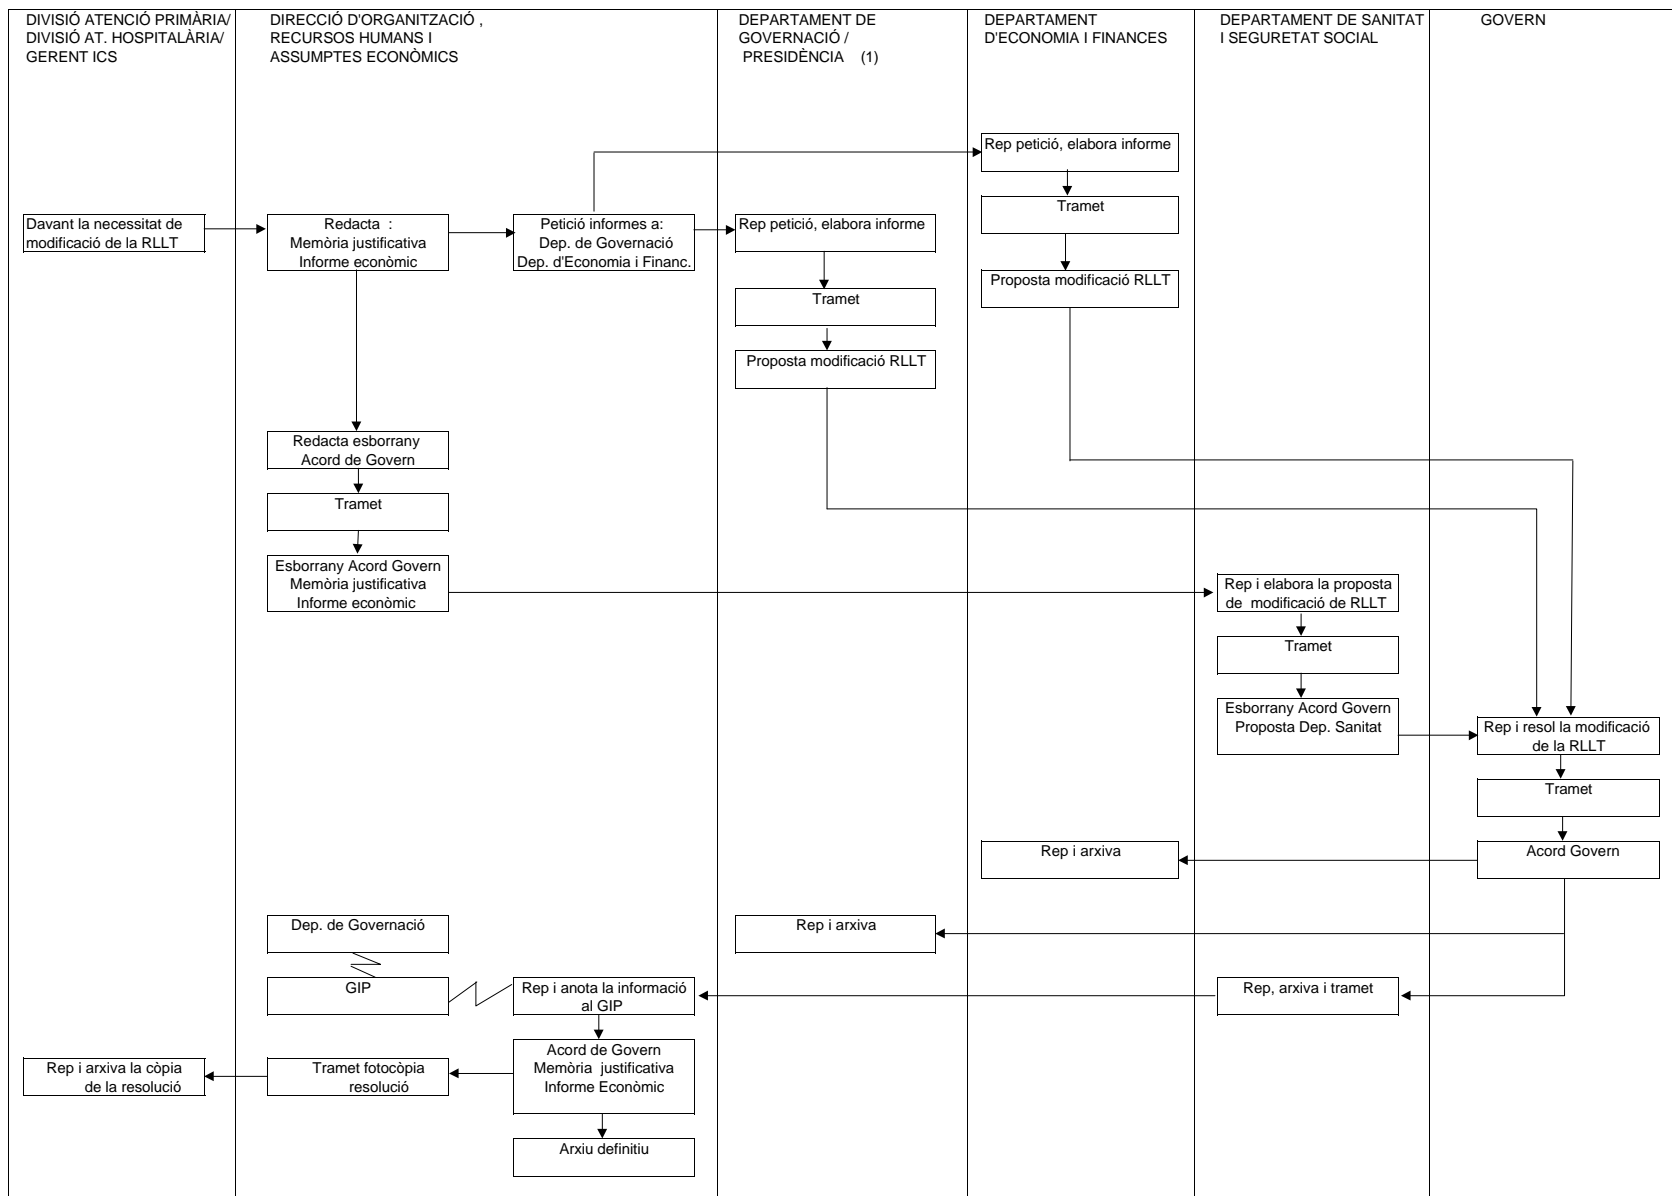 DIVISIÓ ATENCIÓ PRIMÀRIA/
DIVISIÓ AT. HOSPITALÀRIA/
GERENT ICS
DIRECCIÓ D'ORGANITZACIÓ ,
RECURSOS HUMANS I
ASSUMPTES ECONÒMICS
DEPARTAMENT DE
GOVERNACIÓ /
PRESIDÈNCIA (1)
DEPARTAMENT
D'ECONOMIA I FINANCES
DEPARTAMENT DE SANITAT
I SEGURETAT SOCIAL
GOVERN
Rep petició, elabora informe
Tramet
Proposta modificació RLLT
Davant la necessitat de
modificació de la RLLT
Redacta :
Memòria justificativa
Informe econòmic
Petició informes a:
Dep. de Governació
Dep. d'Economia i Financ.
Rep petició, elabora informe
Tramet
Proposta modificació RLLT
Redacta esborrany
Acord de Govern
Tramet
Esborrany Acord Govern
Memòria justificativa
Informe econòmic
Rep i elabora la proposta
de modificació de RLLT
Tramet
Esborrany Acord Govern
Proposta Dep. Sanitat
Rep i resol la modificació
de la RLLT
Tramet
Acord Govern
Rep i arxiva
Rep i arxiva
Dep. de Governació
GIP
Rep i anota la informació
al GIP
Rep, arxiva i tramet
Acord de Govern
Memòria justificativa
Informe Econòmic
Tramet fotocòpia
resolució
Rep i arxiva la còpia
de la resolució
Arxiu definitiu